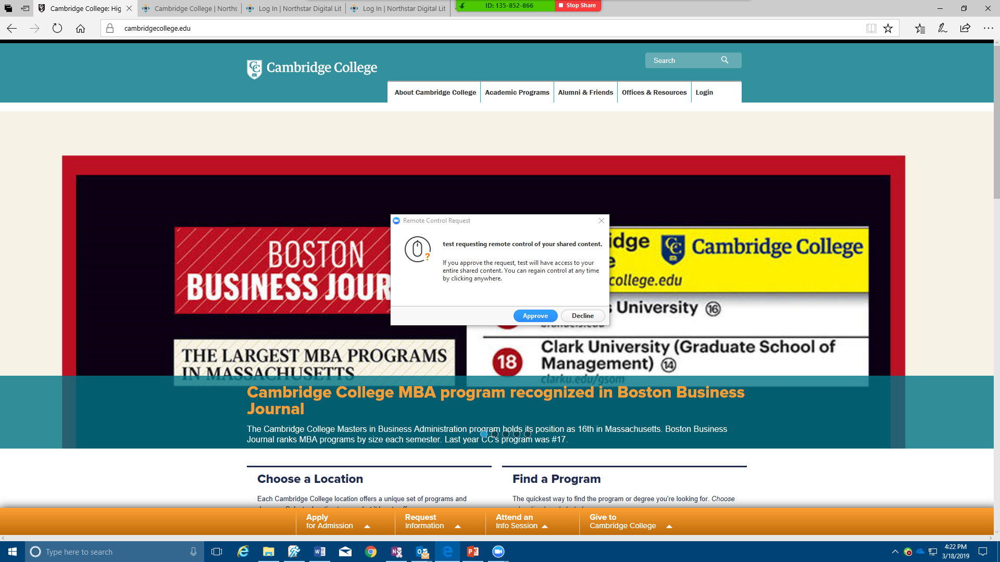 Cambridge College: Hig
Cambridge College | Norths
Log In | Northstar Digital Lit
Log In | Northstar Digital Lit
ID: 135-852-866
Stop Share
cambridgecollege.edu
Cambridge College
Search
About Cambridge College
Academic Programs
Alumni & Friends
Offices & Resources
Login
BOSTON
BUSINESS JOUR
THE LARGEST MBA PROGRAMS
IN MASSACHUSETTS
Remote Control Request
test requesting remote control of your shared content.
If you approve the request, test will have access to your
entire shared content. You can regain control at any time
by clicking anywhere.
Approve
Decline
idge
Cambridge College
college.edu
s University 16
18
Clark University (Graduate School of
Management) 14
clarku.edu/gsom
Cambridge College MBA program recognized in Boston Business
Journal
The Cambridge College Masters in Business Administration program holds its position as 16th in Massachusetts. Boston Business
Journal ranks MBA programs by size each semester. Last year CC's program was #17.
Choose a Location
Each Cambridge College location offers a unique set of programs and
Find a Program
The quickest way to find the program or degree you're looking for. Choose
Apply
for Admission
Request
Information
Attend an
Info Session
Give to
Cambridge College
Type here to search
4:22 PM
3/18/2019